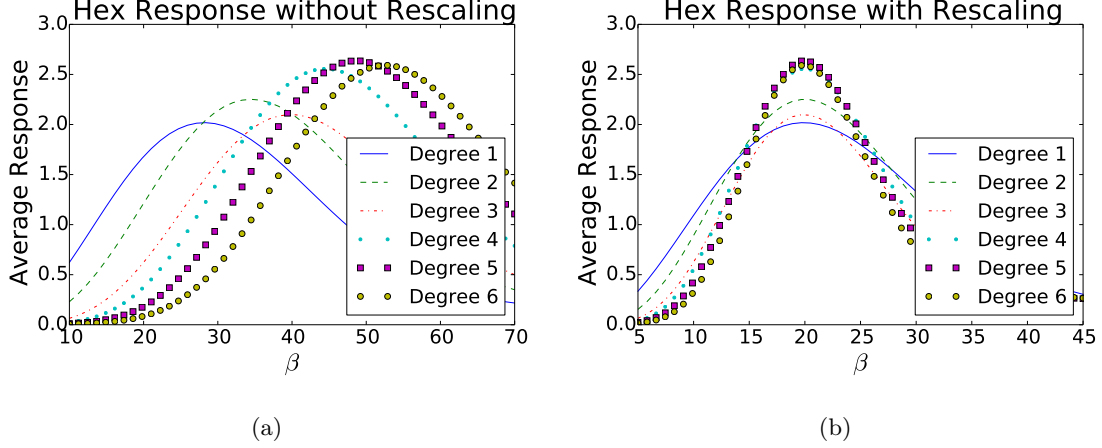 Hex Response without Rescaling
3.0
2.5
2.0
1.5
1.0
0.5
0.0
Average Response
10 20 30 40 50 60 70
β
Degree 1
Degree 2
Degree 3
Degree 4
Degree 5
Degree 6
(a)
Hex Response with Rescaling
3.0
2.5
2.0
1.5
1.0
0.5
0.0
Average Response
5 10 15 20 25 30 35 40 45
β
Degree 1
Degree 2
Degree 3
Degree 4
Degree 5
Degree 6
(b)